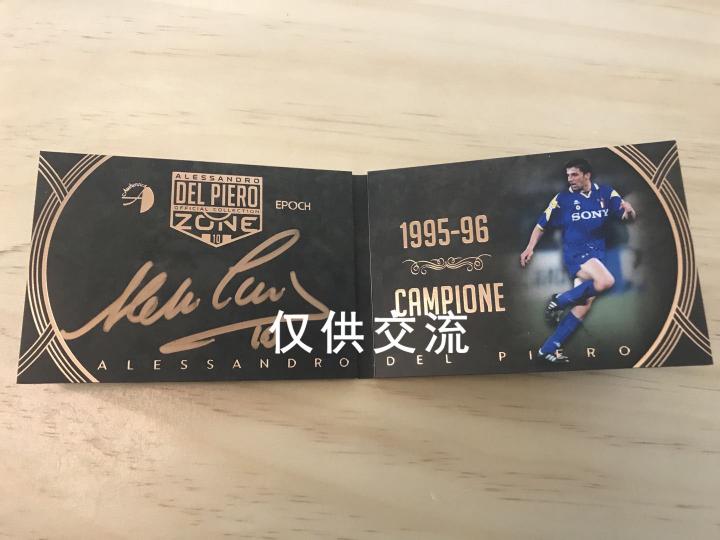 ALESSANDRO
DEL PIERO
OFFICIAL COLLECTION
ZONE
10
EPOCH
1995-96
CAMPIONE
SONY
仅供交流
ALESSANDRO DEL PIERO